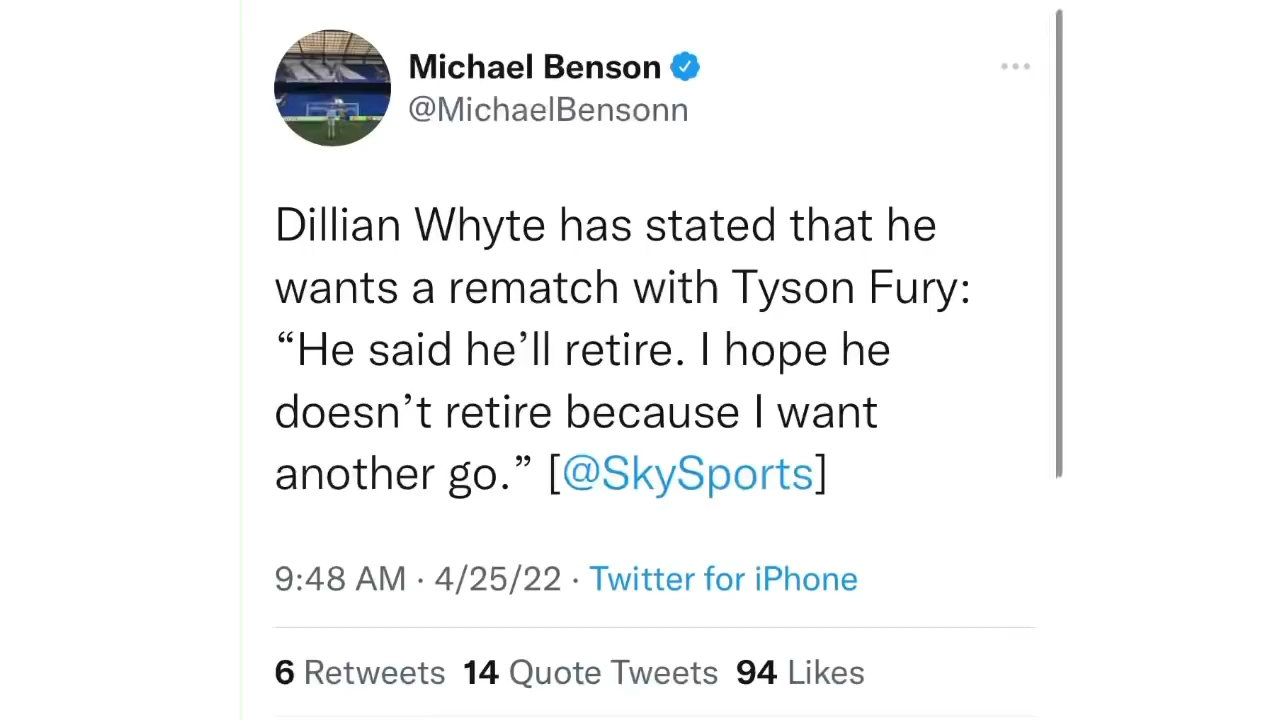 Michael Benson
@MichaelBensonn
Dillian Whyte has stated that he
wants a rematch with Tyson Fury:
“He said he’ll retire. I hope he
doesn’t retire because I want
another go.” [@SkySports]
9:48 AM · 4/25/22 · Twitter for iPhone
6 Retweets 14 Quote Tweets 94 Likes